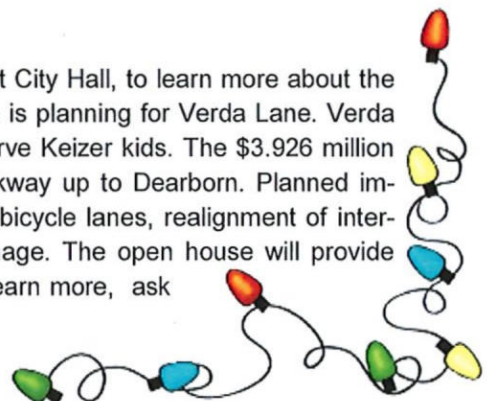 t City Hall, to learn more about the
is planning for Verda Lane. Verda
rve Keizer kids. The $3.926 million
kway up to Dearborn. Planned im-
bicycle lanes, realignment of inter-
age. The open house will provide
earn more, ask